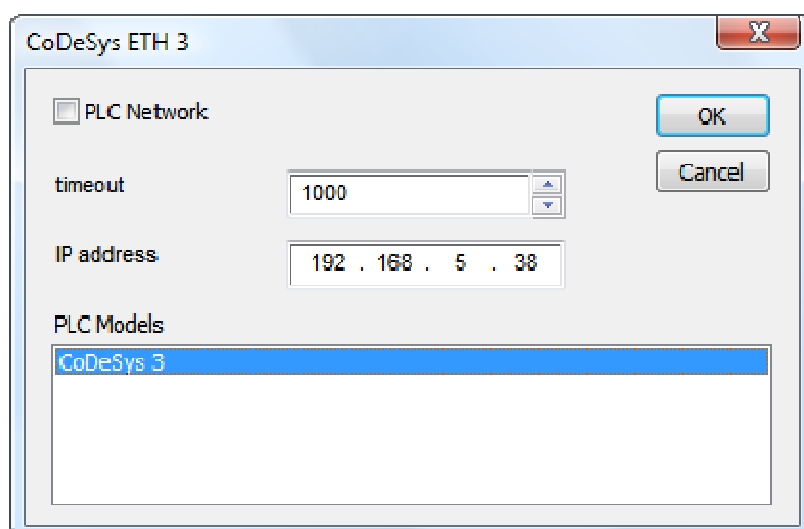 CoDeSys ETH 3
PLC Network
OK
timeout
1000
Cancel
IP address
192 . 168 . 5 . 38
PLC Models
CoDeSys 3